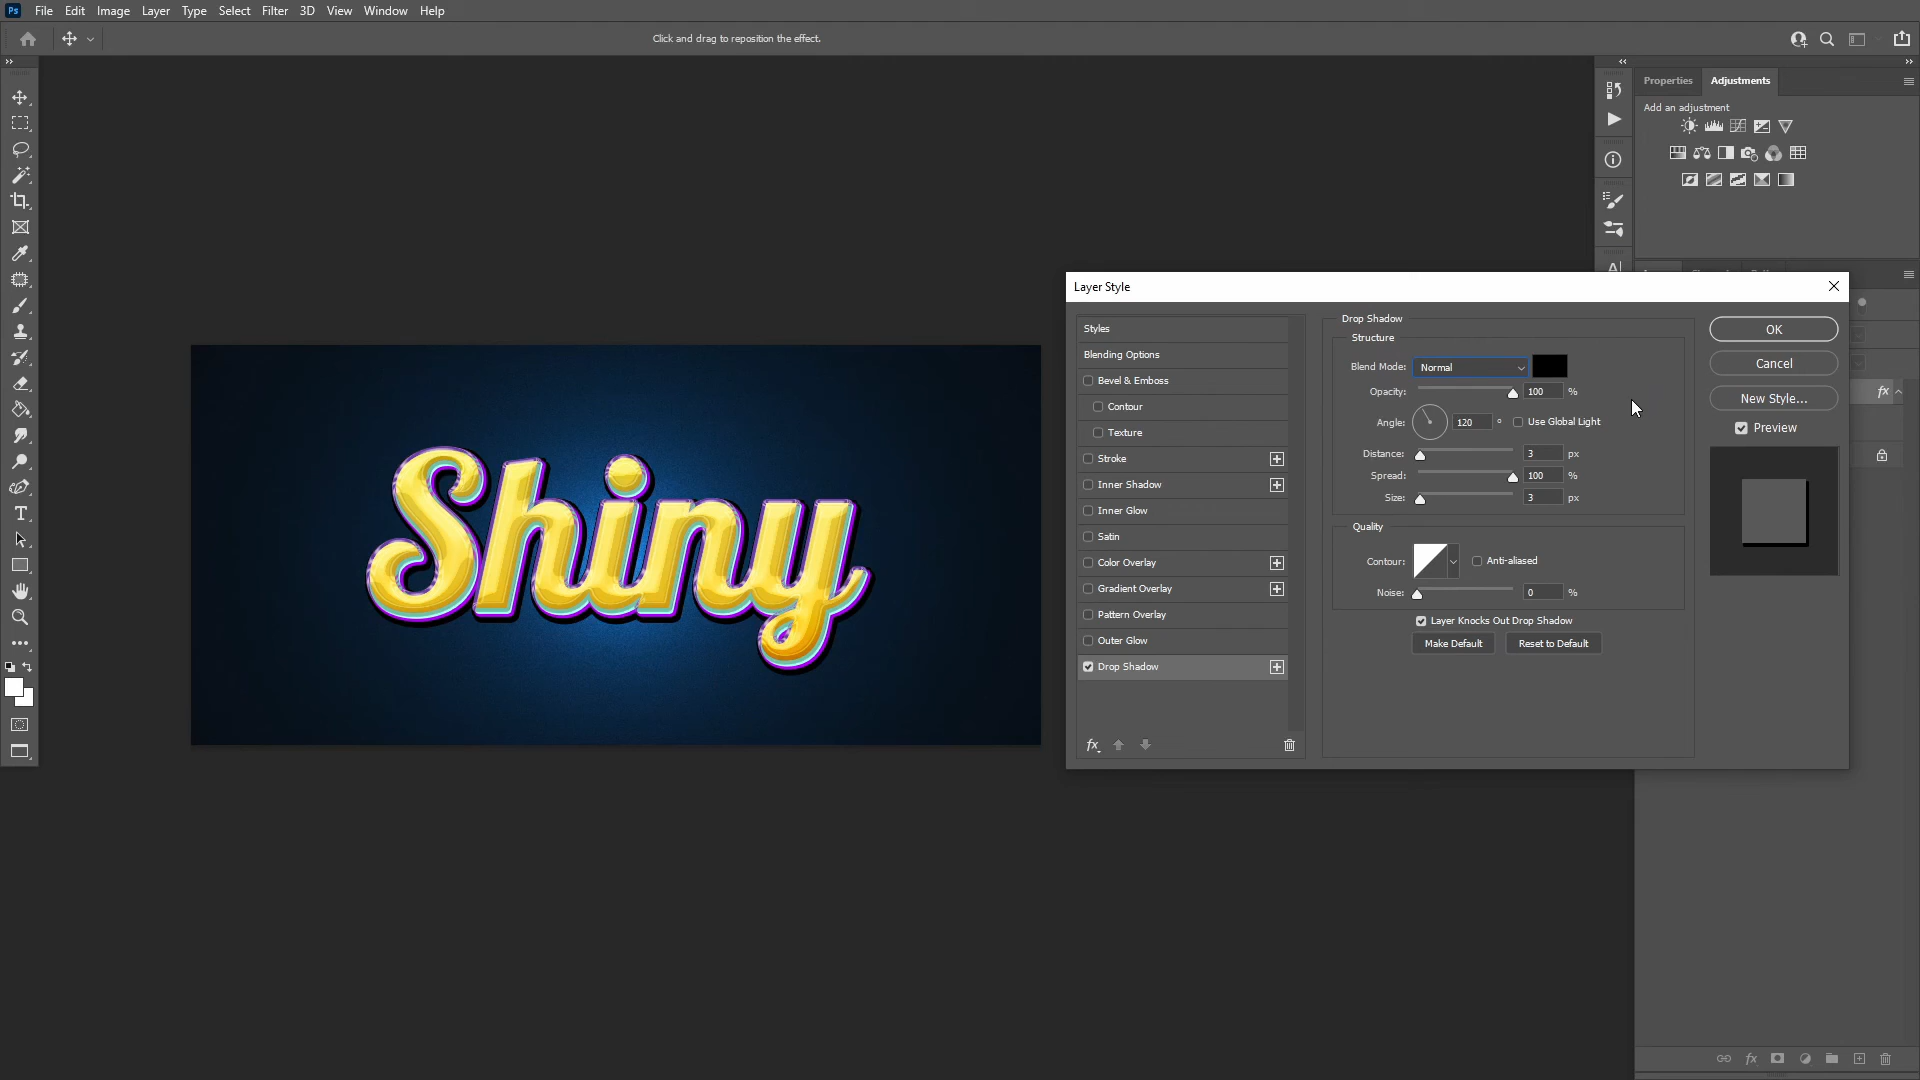 Ps File Edit Image Layer Type Select Filter 3D View Window Help
Click and drag to reposition the effect.
Properties Adjustments
Add an adjustment
Layer Style
Styles
Blending Options
Bevel & Emboss
Contour
Texture
Stroke
Inner Shadow
Inner Glow
Satin
Color Overlay
Gradient Overlay
Pattern Overlay
Outer Glow
Drop Shadow
fx
Drop Shadow
Structure
Blend Mode: Normal
Opacity: 100 %
Angle: 120 ° Use Global Light
Distance: 3 px
Spread: 100 %
Size: 3 px
Quality
Contour: Anti-aliased
Noise: 0 %
Layer Knocks Out Drop Shadow
Make Default Reset to Default
OK
Cancel
New Style...
Preview
fx
Shiny
fx